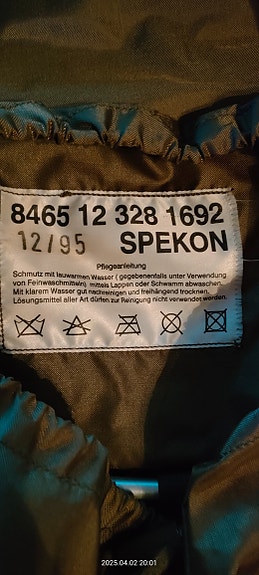 8465 12 328 1692
12/95 SPEKON
Pflegeanleitung
Schmutz mit lauwarmen Wasser ( gegebenenfalls unter Verwendung
von Feinwaschmitteln) mittels Lappen oder Schwamm abwaschen.
Mit klarem Wasser gut nachreinigen und freihängend trocknen.
Lösungsmittel aller Art dürfen zur Reinigung nicht verwendet werden.
2025.04.02 20:01